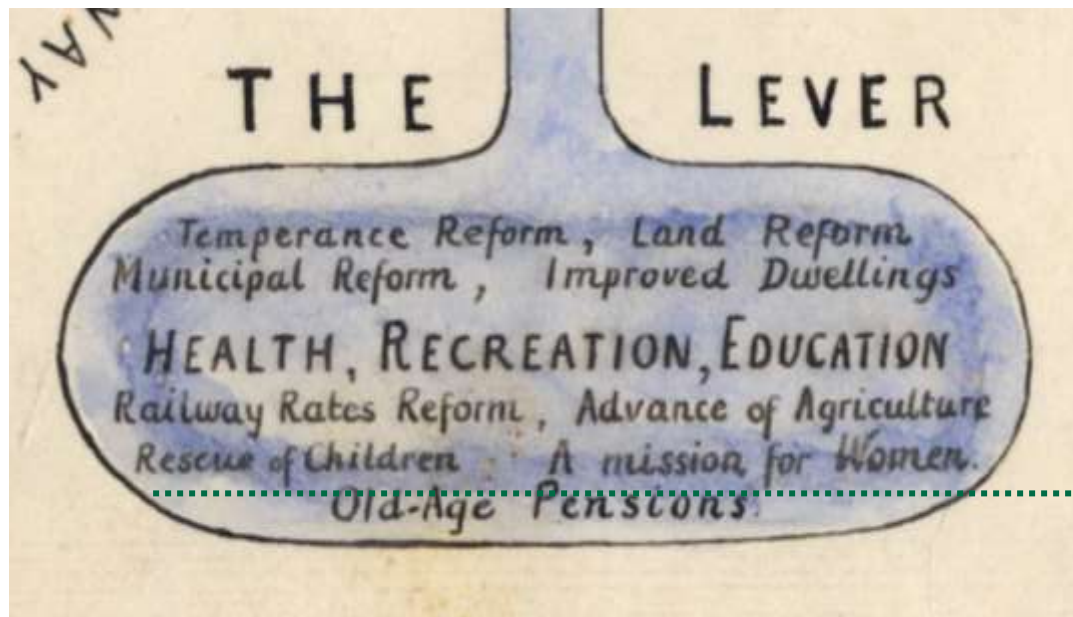 WAY
THE LEVER
Temperance Reform, Land Reform
Municipal Reform, Improved Dwellings
HEALTH, RECREATION, EDUCATION
Railway Rates Reform, Advance of Agriculture
Rescue of Children A mission for Women.
Old-Age Pensions.